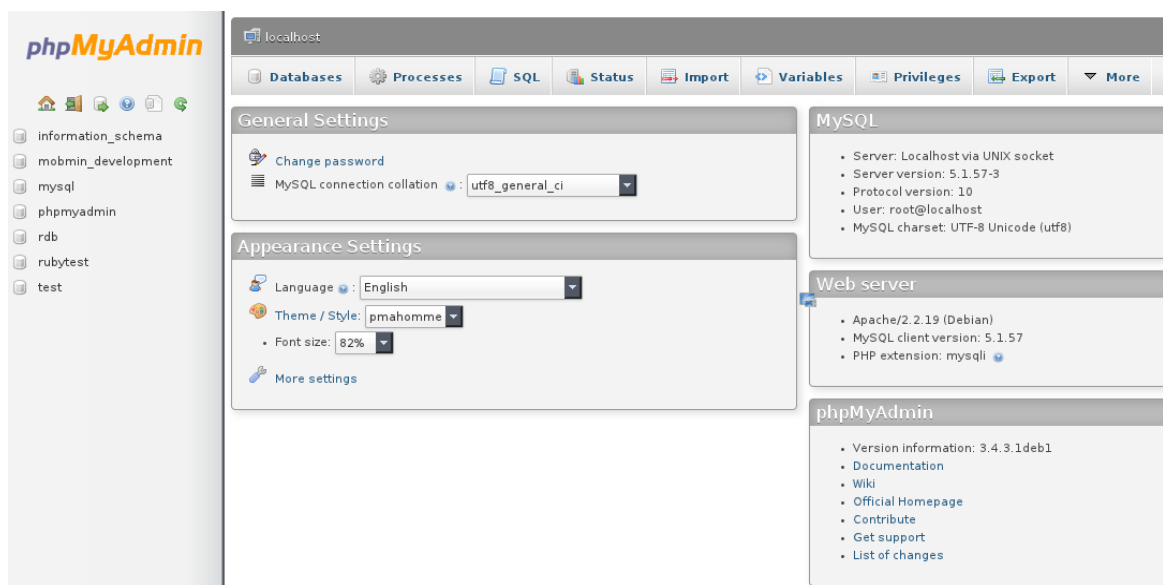 phpMyAdmin
information_schema
mobmin_development
mysql
phpmyadmin
rdb
rubytest
test
localhost
Databases Processes SQL Status Import Variables Privileges Export More
General Settings
Change password
MySQL connection collation : utf8_general_ci
Appearance Settings
Language : English
Theme / Style: pmahomme
Font size: 82%
More settings
MySQL
Server: Localhost via UNIX socket
Server version: 5.1.57-3
Protocol version: 10
User: root@localhost
MySQL charset: UTF-8 Unicode (utf8)
Web server
Apache/2.2.19 (Debian)
MySQL client version: 5.1.57
PHP extension: mysqli
phpMyAdmin
Version information: 3.4.3.1deb1
Documentation
Wiki
Official Homepage
Contribute
Get support
List of changes